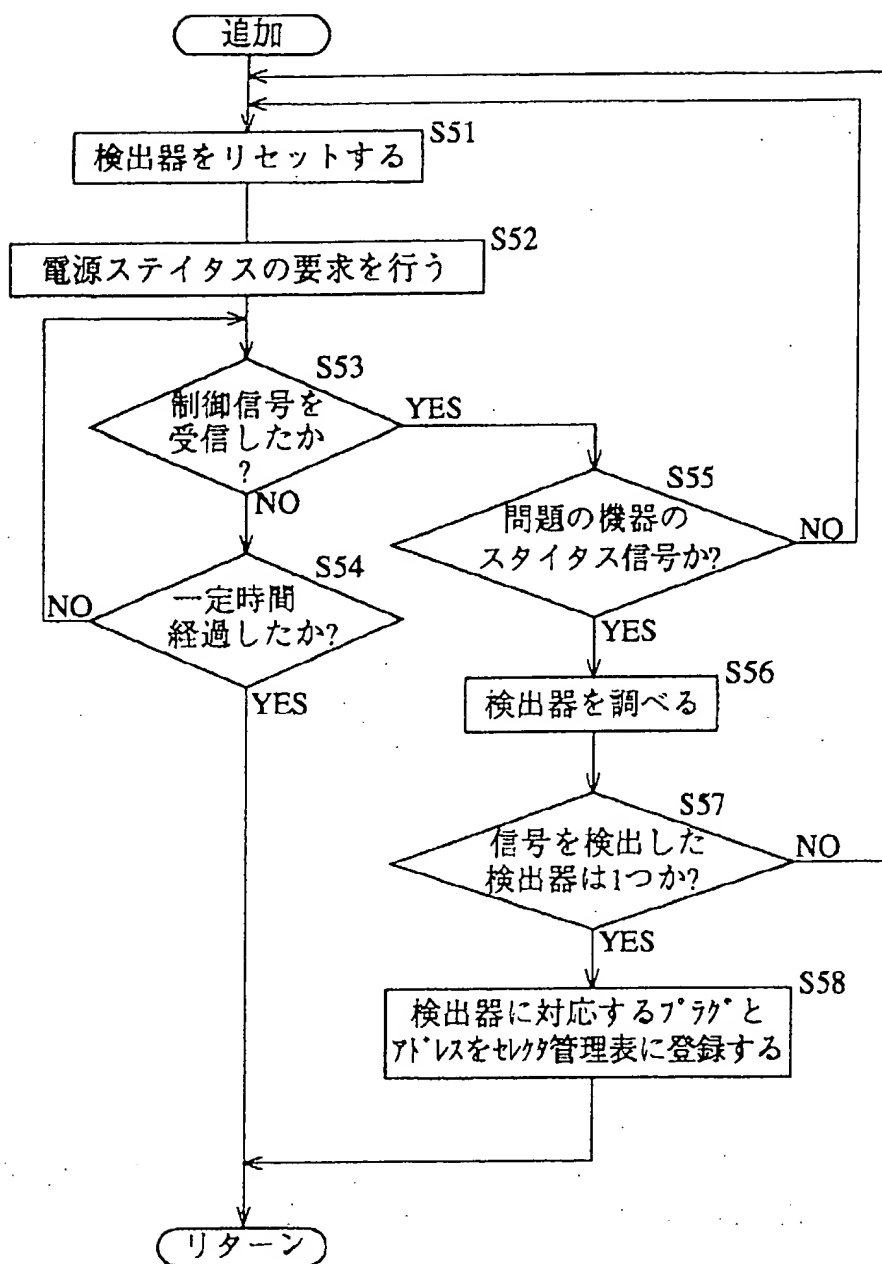 追加
S51
検出器をリセットする
S52
電源ステイタスの要求を行う
S53
制御信号を
受信したか
?
YES
NO
S54
一定時間
経過したか?
NO
YES
S55
問題の機器の
スタイタス信号か?
NO
YES
S56
検出器を調べる
S57
信号を検出した
検出器は1つか?
NO
YES
S58
検出器に対応するプラグと
アドレスをセレクタ管理表に登録する
リターン